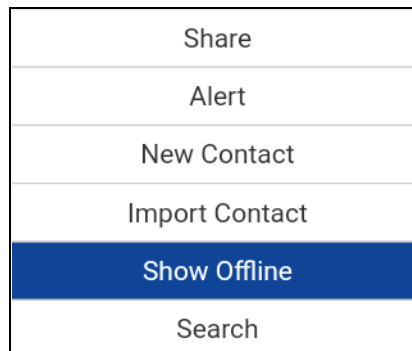 Share
Alert
New Contact
Import Contact
Show Offline
Search